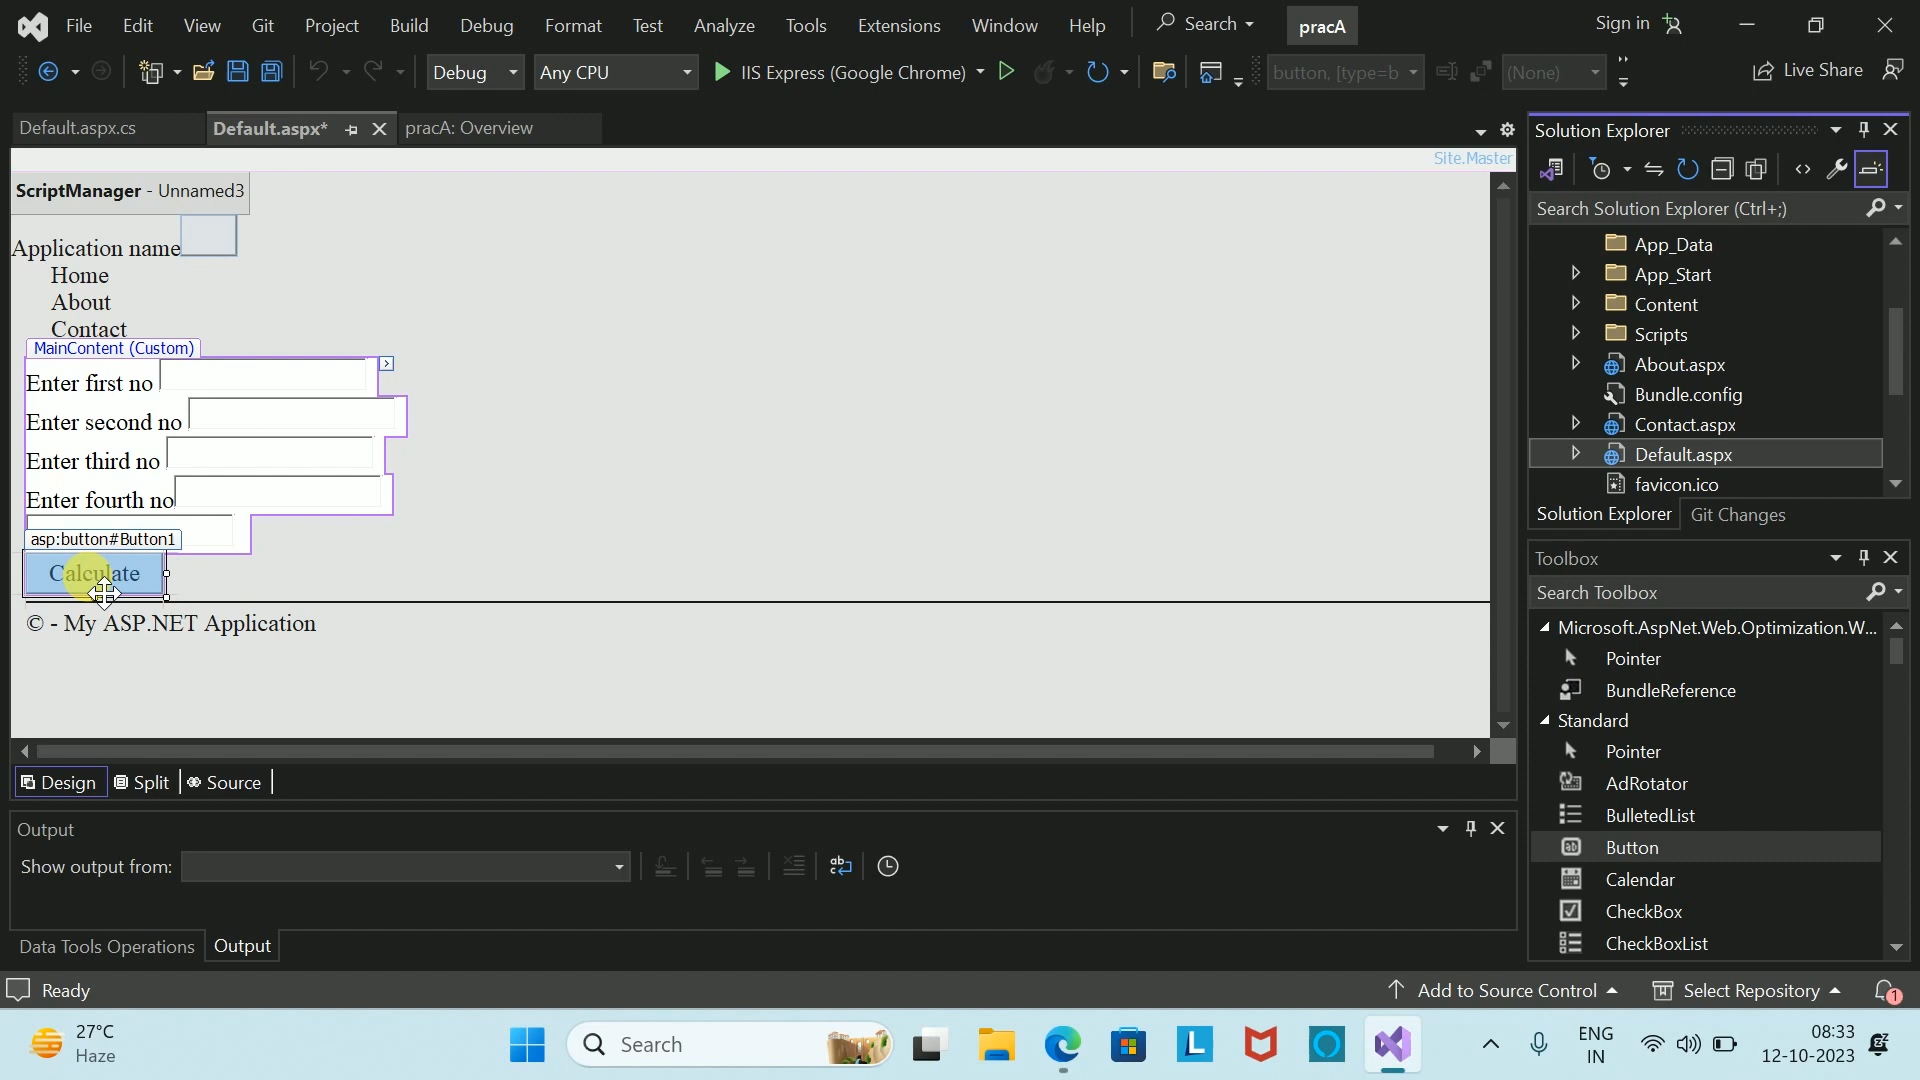 File Edit View Git Project Build Debug Format Test Analyze Tools Extensions Window Help Search pracA Sign in
Debug Any CPU IIS Express (Google Chrome) button, [type=b (None) Live Share
Default.aspx.cs Default.aspx* pracA: Overview
Site.Master
ScriptManager - Unnamed3
Application name
Home
About
Contact
MainContent (Custom)
Enter first no
Enter second no
Enter third no
Enter fourth no
asp:button#Button1
Calculate
© - My ASP.NET Application
Design Split Source
Output
Show output from:
Data Tools Operations Output
Solution Explorer
Search Solution Explorer (Ctrl+;)
App_Data
App_Start
Content
Scripts
About.aspx
Bundle.config
Contact.aspx
Default.aspx
favicon.ico
Solution Explorer Git Changes
Toolbox
Search Toolbox
Microsoft.AspNet.Web.Optimization.W...
Pointer
BundleReference
Standard
Pointer
AdRotator
BulletedList
Button
Calendar
CheckBox
CheckBoxList
Ready Add to Source Control Select Repository 1
27°C
Haze
Search
L
ENG
IN
08:33
12-10-2023